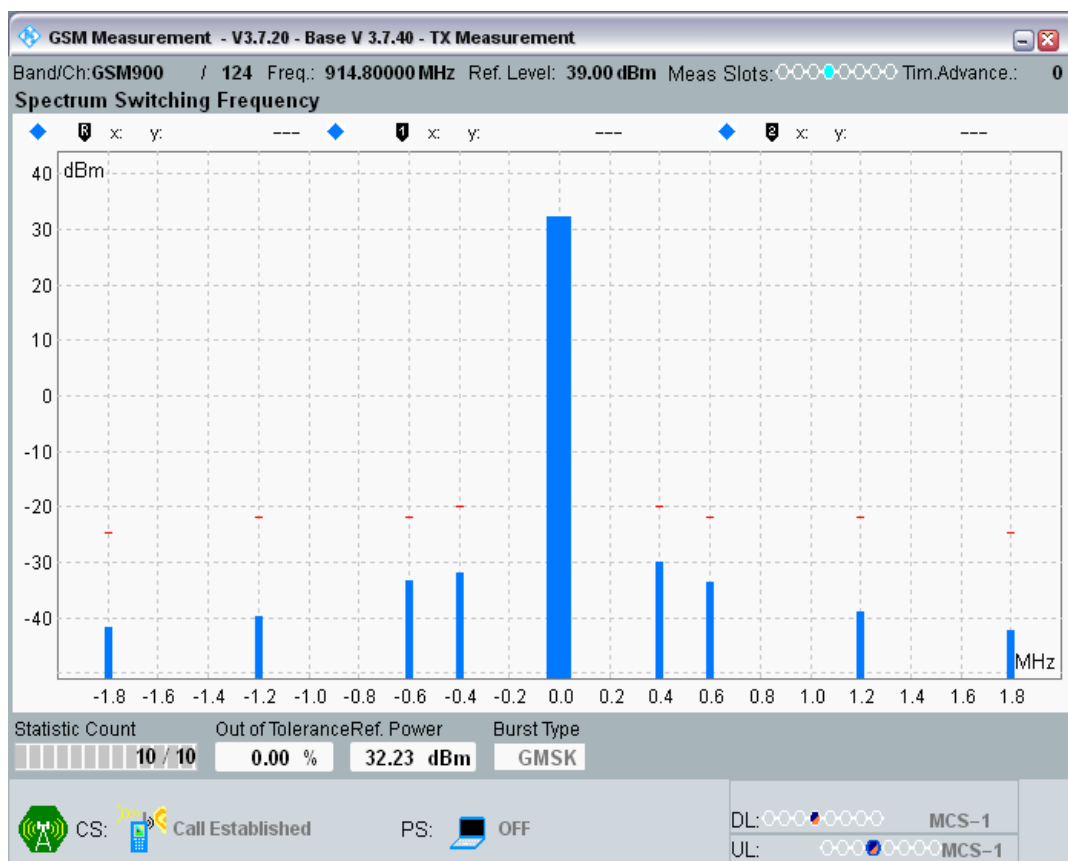 GSM Measurement - V3.7.20 - Base V 3.7.40 - TX Measurement
Band/Ch:GSM900 / 124 Freq.: 914.80000 MHz Ref. Level: 39.00 dBm Meas Slots: Tim.Advance.: 0
Spectrum Switching Frequency
R x: y: --- 1 x: y: --- 2 x: y: ---
dBm
40
30
20
10
0
-10
-20
-30
-40
MHz
-1.8 -1.6 -1.4 -1.2 -1.0 -0.8 -0.6 -0.4 -0.2 0.0 0.2 0.4 0.6 0.8 1.0 1.2 1.4 1.6 1.8
Statistic Count Out of Tolerance Ref. Power Burst Type
10 / 10 0.00 % 32.23 dBm GMSK
CS: Call Established PS: OFF DL: MCS-1
UL: MCS-1